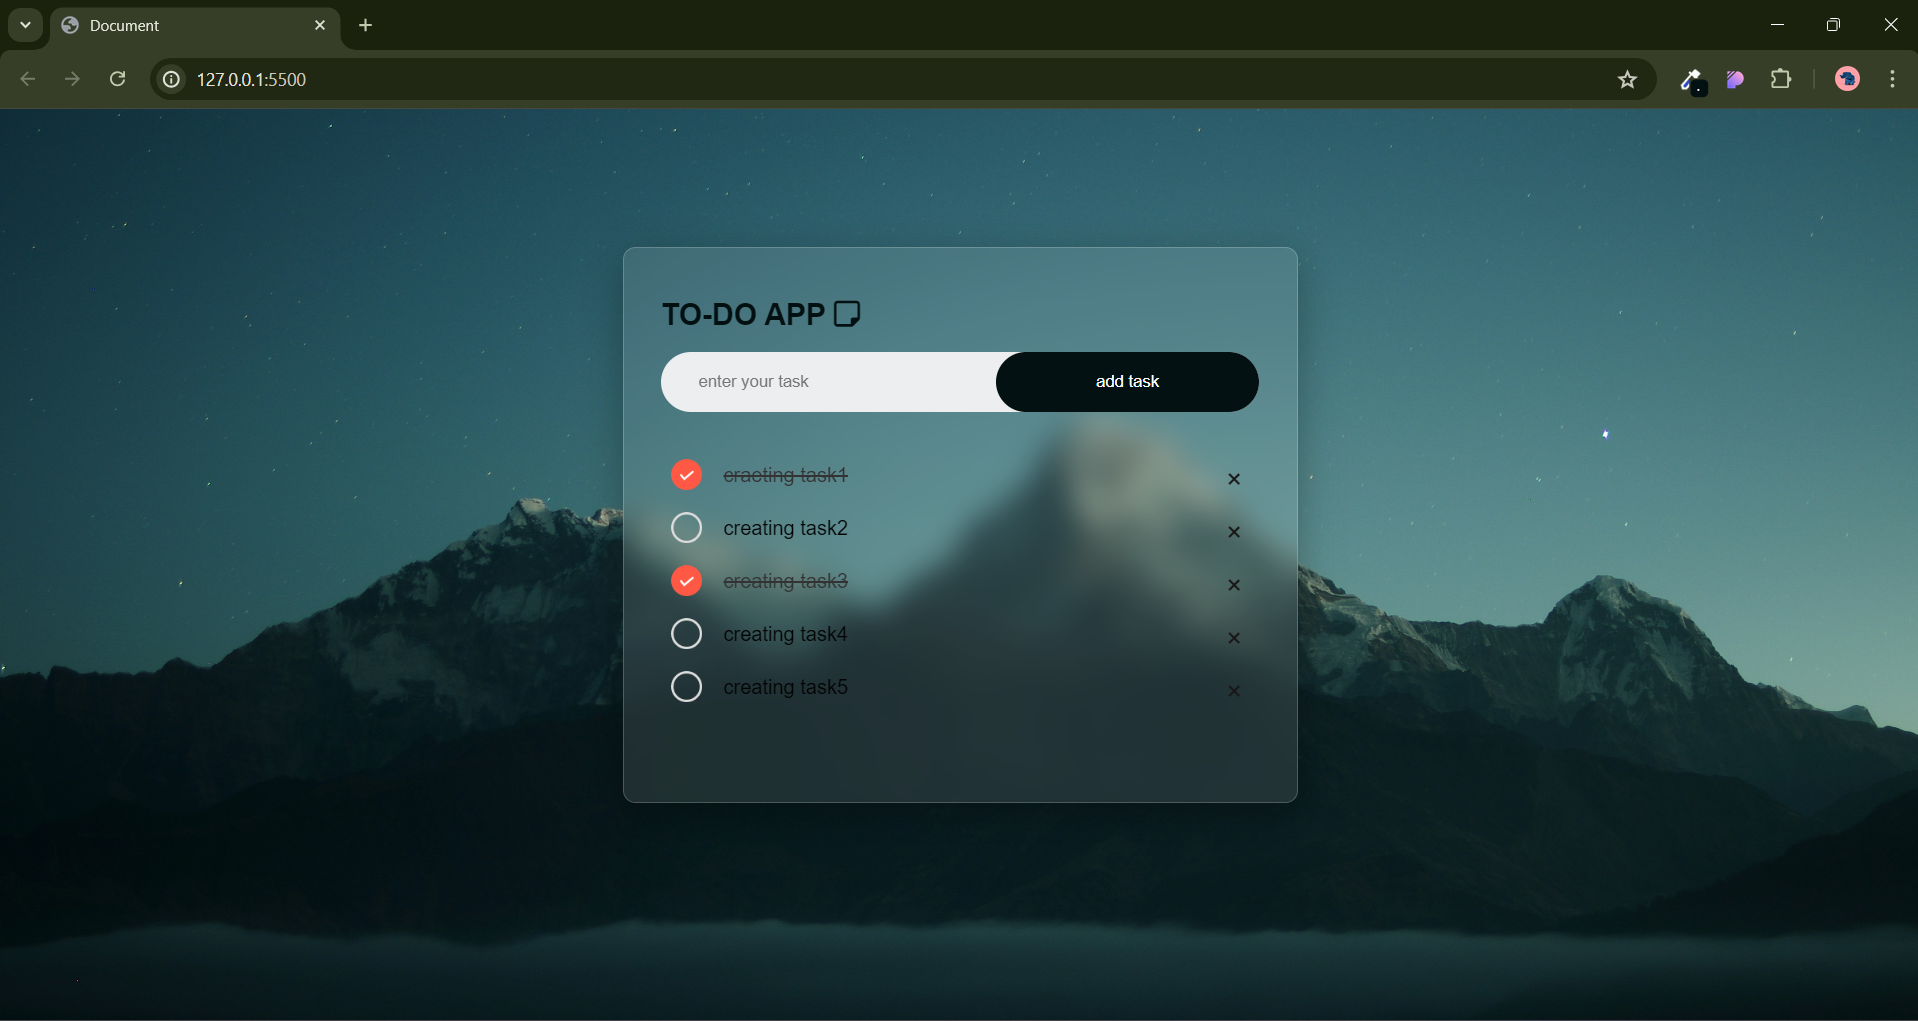 Document
127.0.0.1:5500
TO-DO APP
enter your task
add task
cracting task1
creating task2
creating task3
creating task4
creating task5